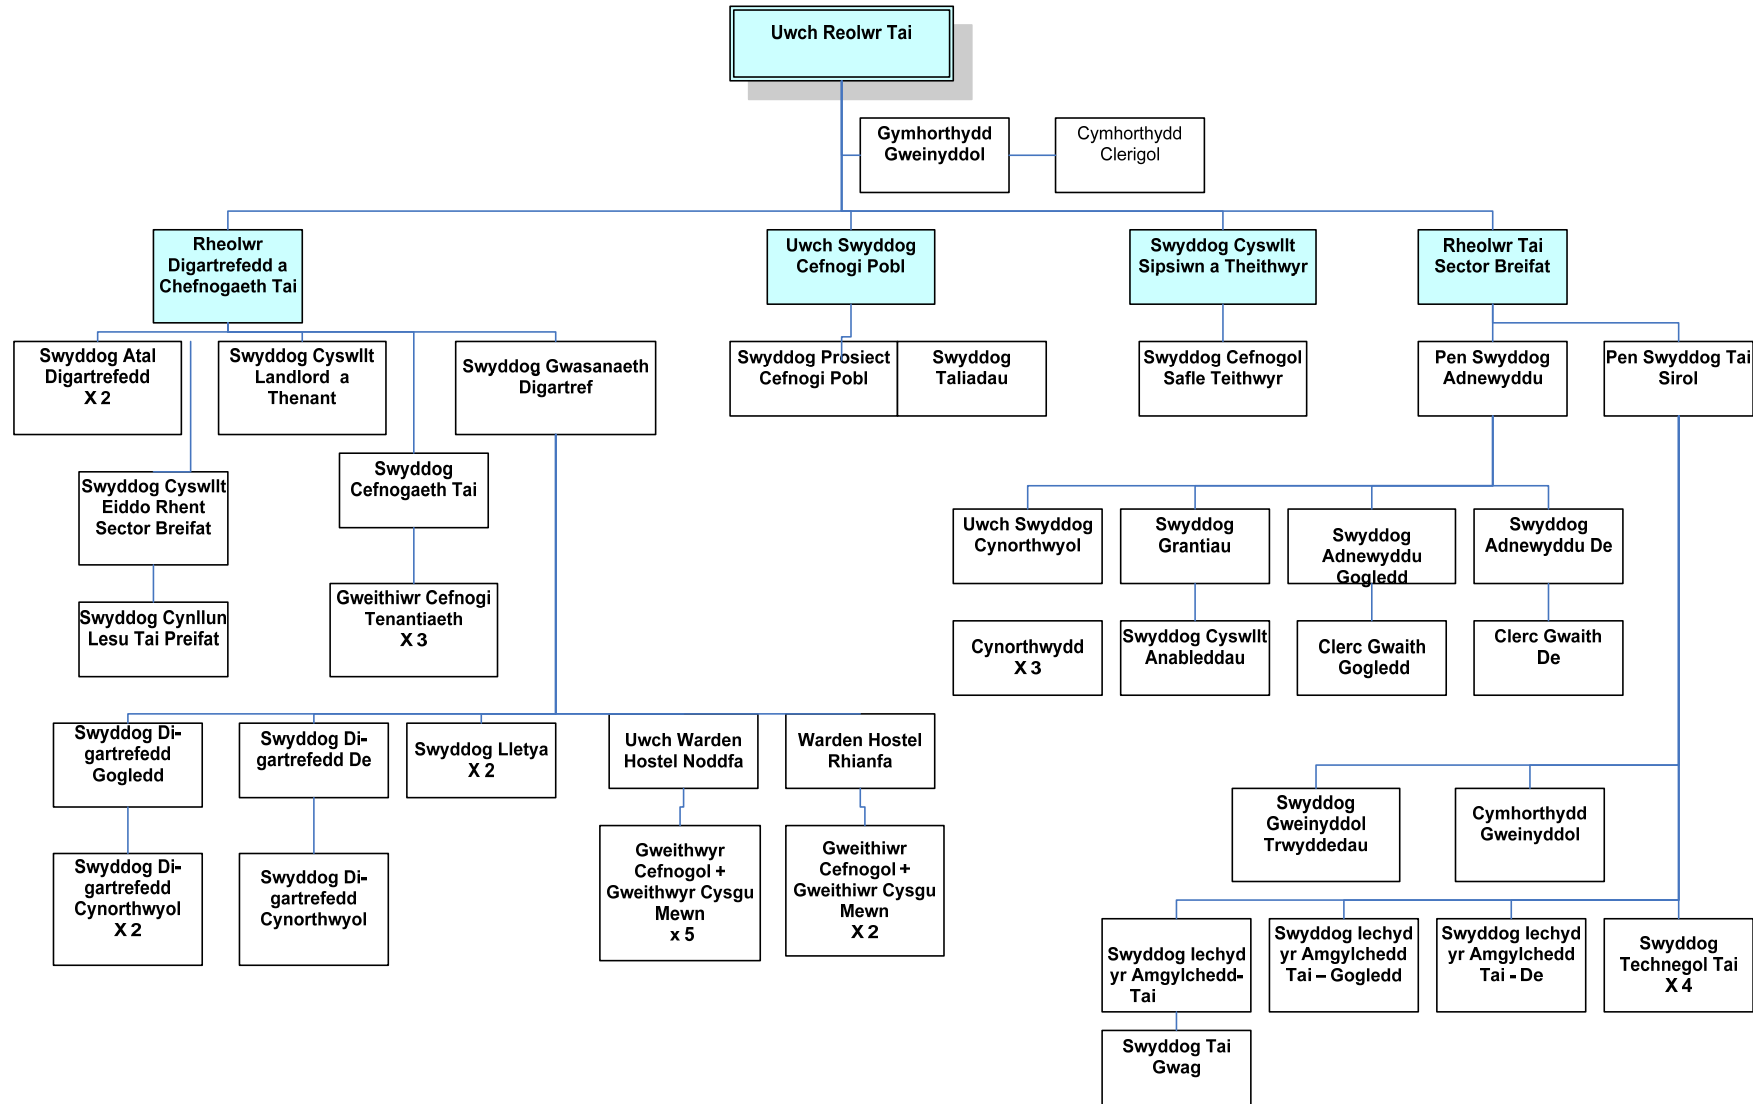 Uwch Reolwr Tai
Gymhorthydd
Gweinyddol
Cymhorthydd
Clerigol
Rheolwr
Digartrefedd a
Chefnogaeth Tai
Uwch Swyddog
Cefnogi Pobl
Swyddog Cyswllt
Sipsiwn a Theithwyr
Rheolwr Tai
Sector Breifat
Swyddog Atal
Digartrefedd
X 2
Swyddog Cyswllt
Landlord a
Thenant
Swyddog Gwasanaeth
Digartref
Swyddog Prosiect
Cefnogi Pobl
Swyddog
Taliadau
Swyddog Cefnogol
Safle Teithwyr
Pen Swyddog
Adnewyddu
Pen Swyddog Tai
Sirol
Swyddog Cyswllt
Eiddo Rhent
Sector Breifat
Swyddog
Cefnogaeth Tai
Uwch Swyddog
Cynorthwyol
Swyddog
Grantiau
Swyddog
Adnewyddu
Gogledd
Swyddog
Adnewyddu De
Swyddog Cynllun
Lesu Tai Preifat
Gweithiwr Cefnogi
Tenantiaeth
X 3
Cynorthwydd
X 3
Swyddog Cyswllt
Anableddau
Clerc Gwaith
Gogledd
Clerc Gwaith
De
Swyddog Di-
gartrefedd
Gogledd
Swyddog Di-
gartrefedd De
Swyddog Lletya
X 2
Uwch Warden
Hostel Noddfa
Warden Hostel
Rhianfa
Swyddog
Gweinyddol
Trwyddedau
Cymhorthydd
Gweinyddol
Swyddog Di-
gartrefedd
Cynorthwyol
X 2
Swyddog Di-
gartrefedd
Cynorthwyol
Gweithwyr
Cefnogol +
Gweithwyr Cysgu
Mewn
x 5
Gweithiwr
Cefnogol +
Gweithiwr Cysgu
Mewn
X 2
Swyddog Iechyd
yr Amgylchedd-
Tai
Swyddog Iechyd
yr Amgylchedd
Tai – Gogledd
Swyddog Iechyd
yr Amgylchedd
Tai - De
Swyddog
Technegol Tai
X 4
Swyddog Tai
Gwag